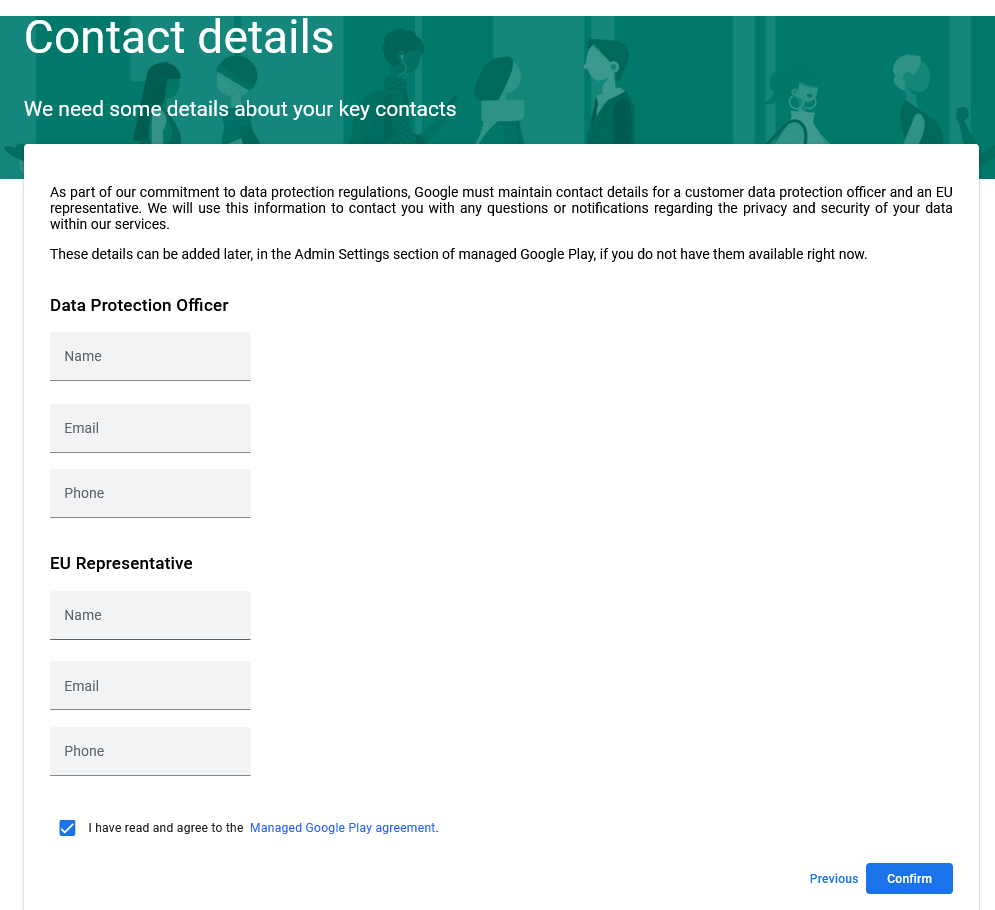 Contact details
We need some details about your key contacts
As part of our commitment to data protection regulations, Google must maintain contact details for a customer data protection officer and an EU
representative. We will use this information to contact you with any questions or notifications regarding the privacy and security of your data
within our services.
These details can be added later, in the Admin Settings section of managed Google Play, if you do not have them available right now.
Data Protection Officer
Name
Email
Phone
EU Representative
Name
Email
Phone
I have read and agree to the Managed Google Play agreement.
Previous Confirm